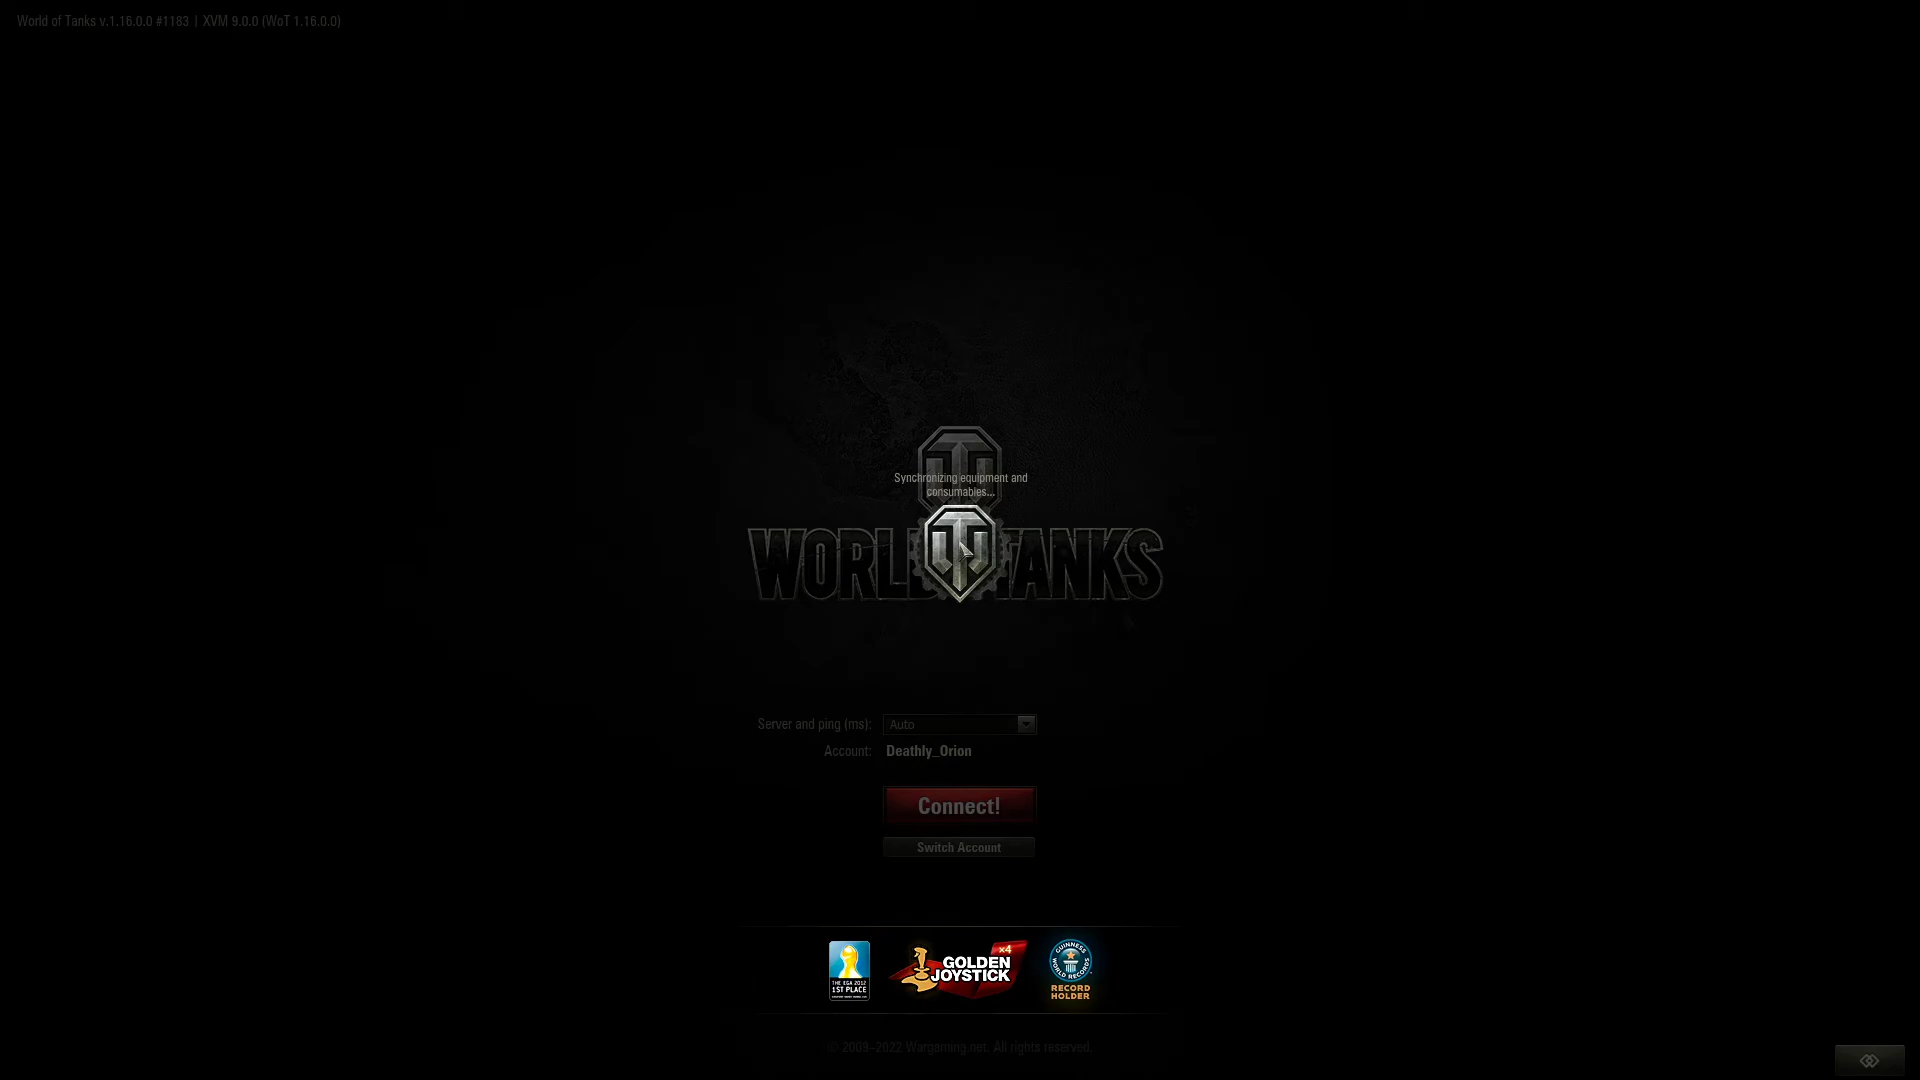 World of Tanks v.1.16.0.0 #1183 | XVM 9.0.0 (WoT 1.16.0.0)
Synchronizing equipment and
consumables...
WORLD TANKS
Server and ping (ms): Auto
Account: Deathly_Orion
Connect!
Switch Account
THE EGA 2012
1ST PLACE
x4
GOLDEN
JOYSTICK
GUINNESS
WORLD RECORDS
RECORD
HOLDER
© 2009–2022 Wargaming.net. All rights reserved.